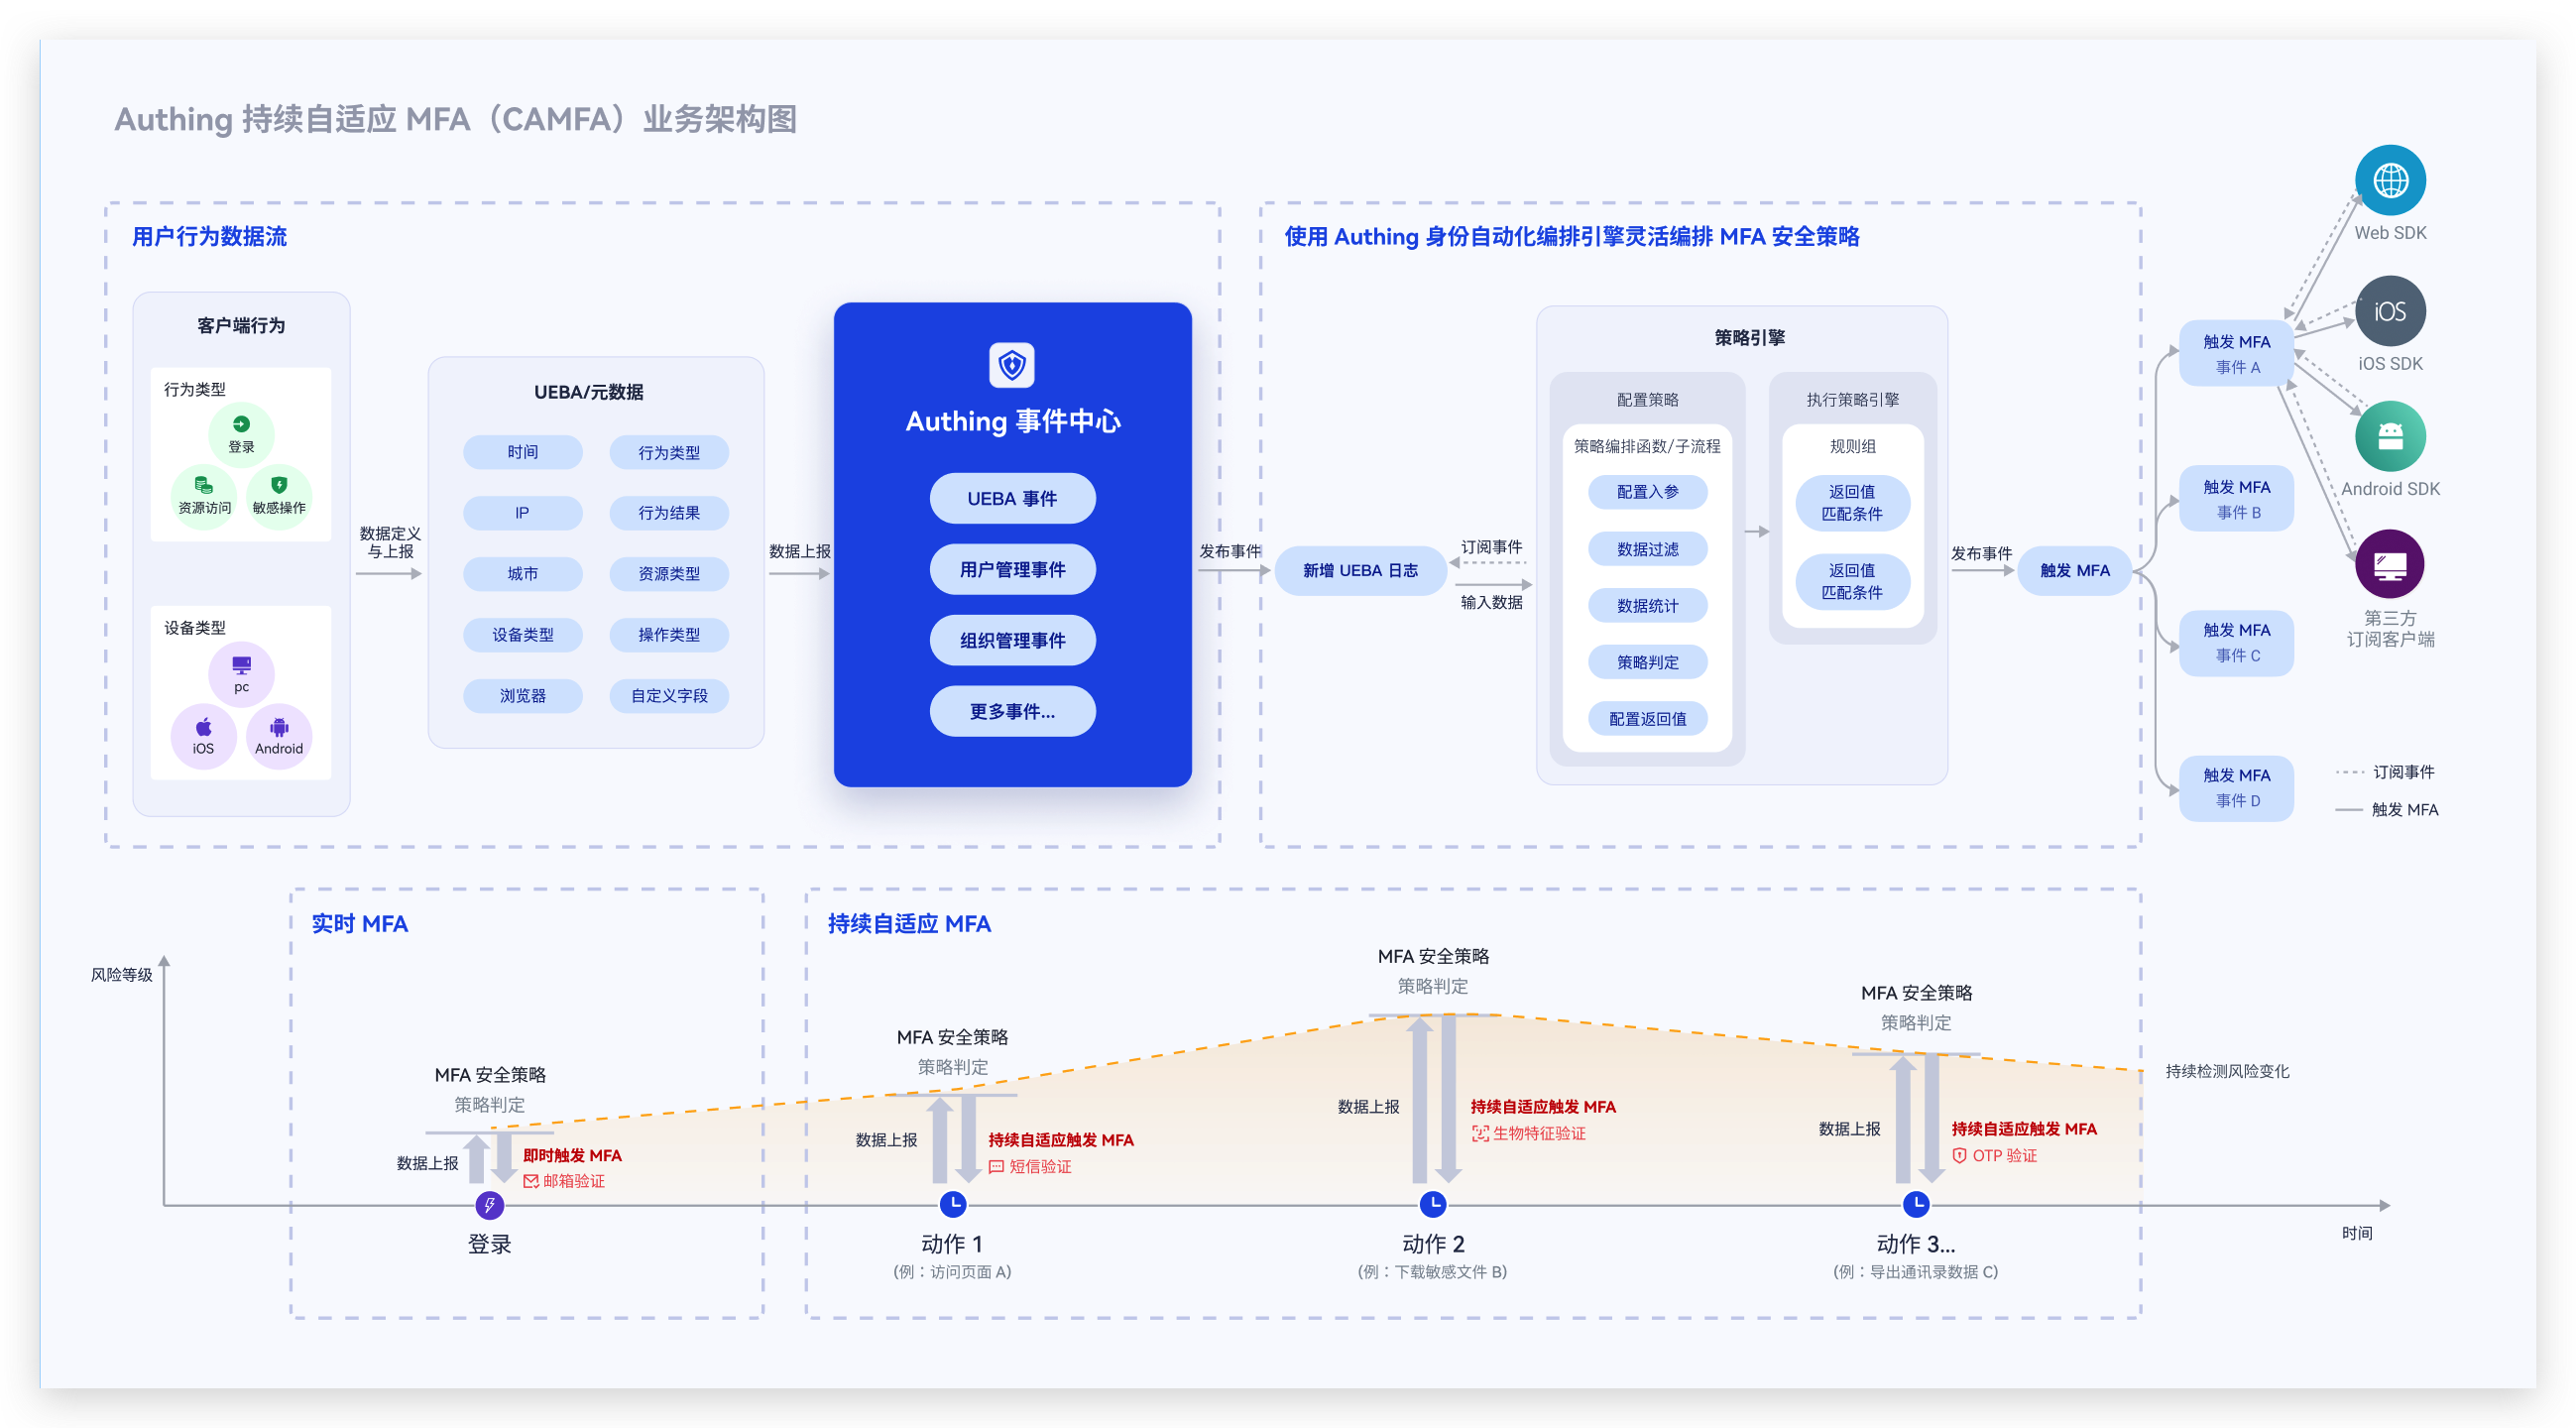 Authing 持续自适应 MFA（CAMFA）业务架构图
用户行为数据流
客户端行为
行为类型
登录
资源访问
敏感操作
设备类型
pc
iOS
Android
数据定义
与上报
UEBA/元数据
时间
行为类型
IP
行为结果
城市
资源类型
设备类型
操作类型
浏览器
自定义字段
数据上报
Authing 事件中心
UEBA 事件
用户管理事件
组织管理事件
更多事件...
发布事件
使用 Authing 身份自动化编排引擎灵活编排 MFA 安全策略
新增 UEBA 日志
订阅事件
输入数据
策略引擎
配置策略
策略编排函数/子流程
配置入参
数据过滤
数据统计
策略判定
配置返回值
执行策略引擎
规则组
返回值
匹配条件
返回值
匹配条件
发布事件
触发 MFA
触发 MFA
事件 A
触发 MFA
事件 B
触发 MFA
事件 C
触发 MFA
事件 D
Web SDK
iOS
iOS SDK
Android SDK
第三方
订阅客户端
订阅事件
触发 MFA
实时 MFA
持续自适应 MFA
风险等级
MFA 安全策略
策略判定
数据上报
即时触发 MFA
邮箱验证
登录
MFA 安全策略
策略判定
数据上报
持续自适应触发 MFA
短信验证
动作 1
(例：访问页面 A)
MFA 安全策略
策略判定
数据上报
持续自适应触发 MFA
生物特征验证
动作 2
(例：下载敏感文件 B)
MFA 安全策略
策略判定
数据上报
持续自适应触发 MFA
OTP 验证
动作 3...
(例：导出通讯录数据 C)
持续检测风险变化
时间